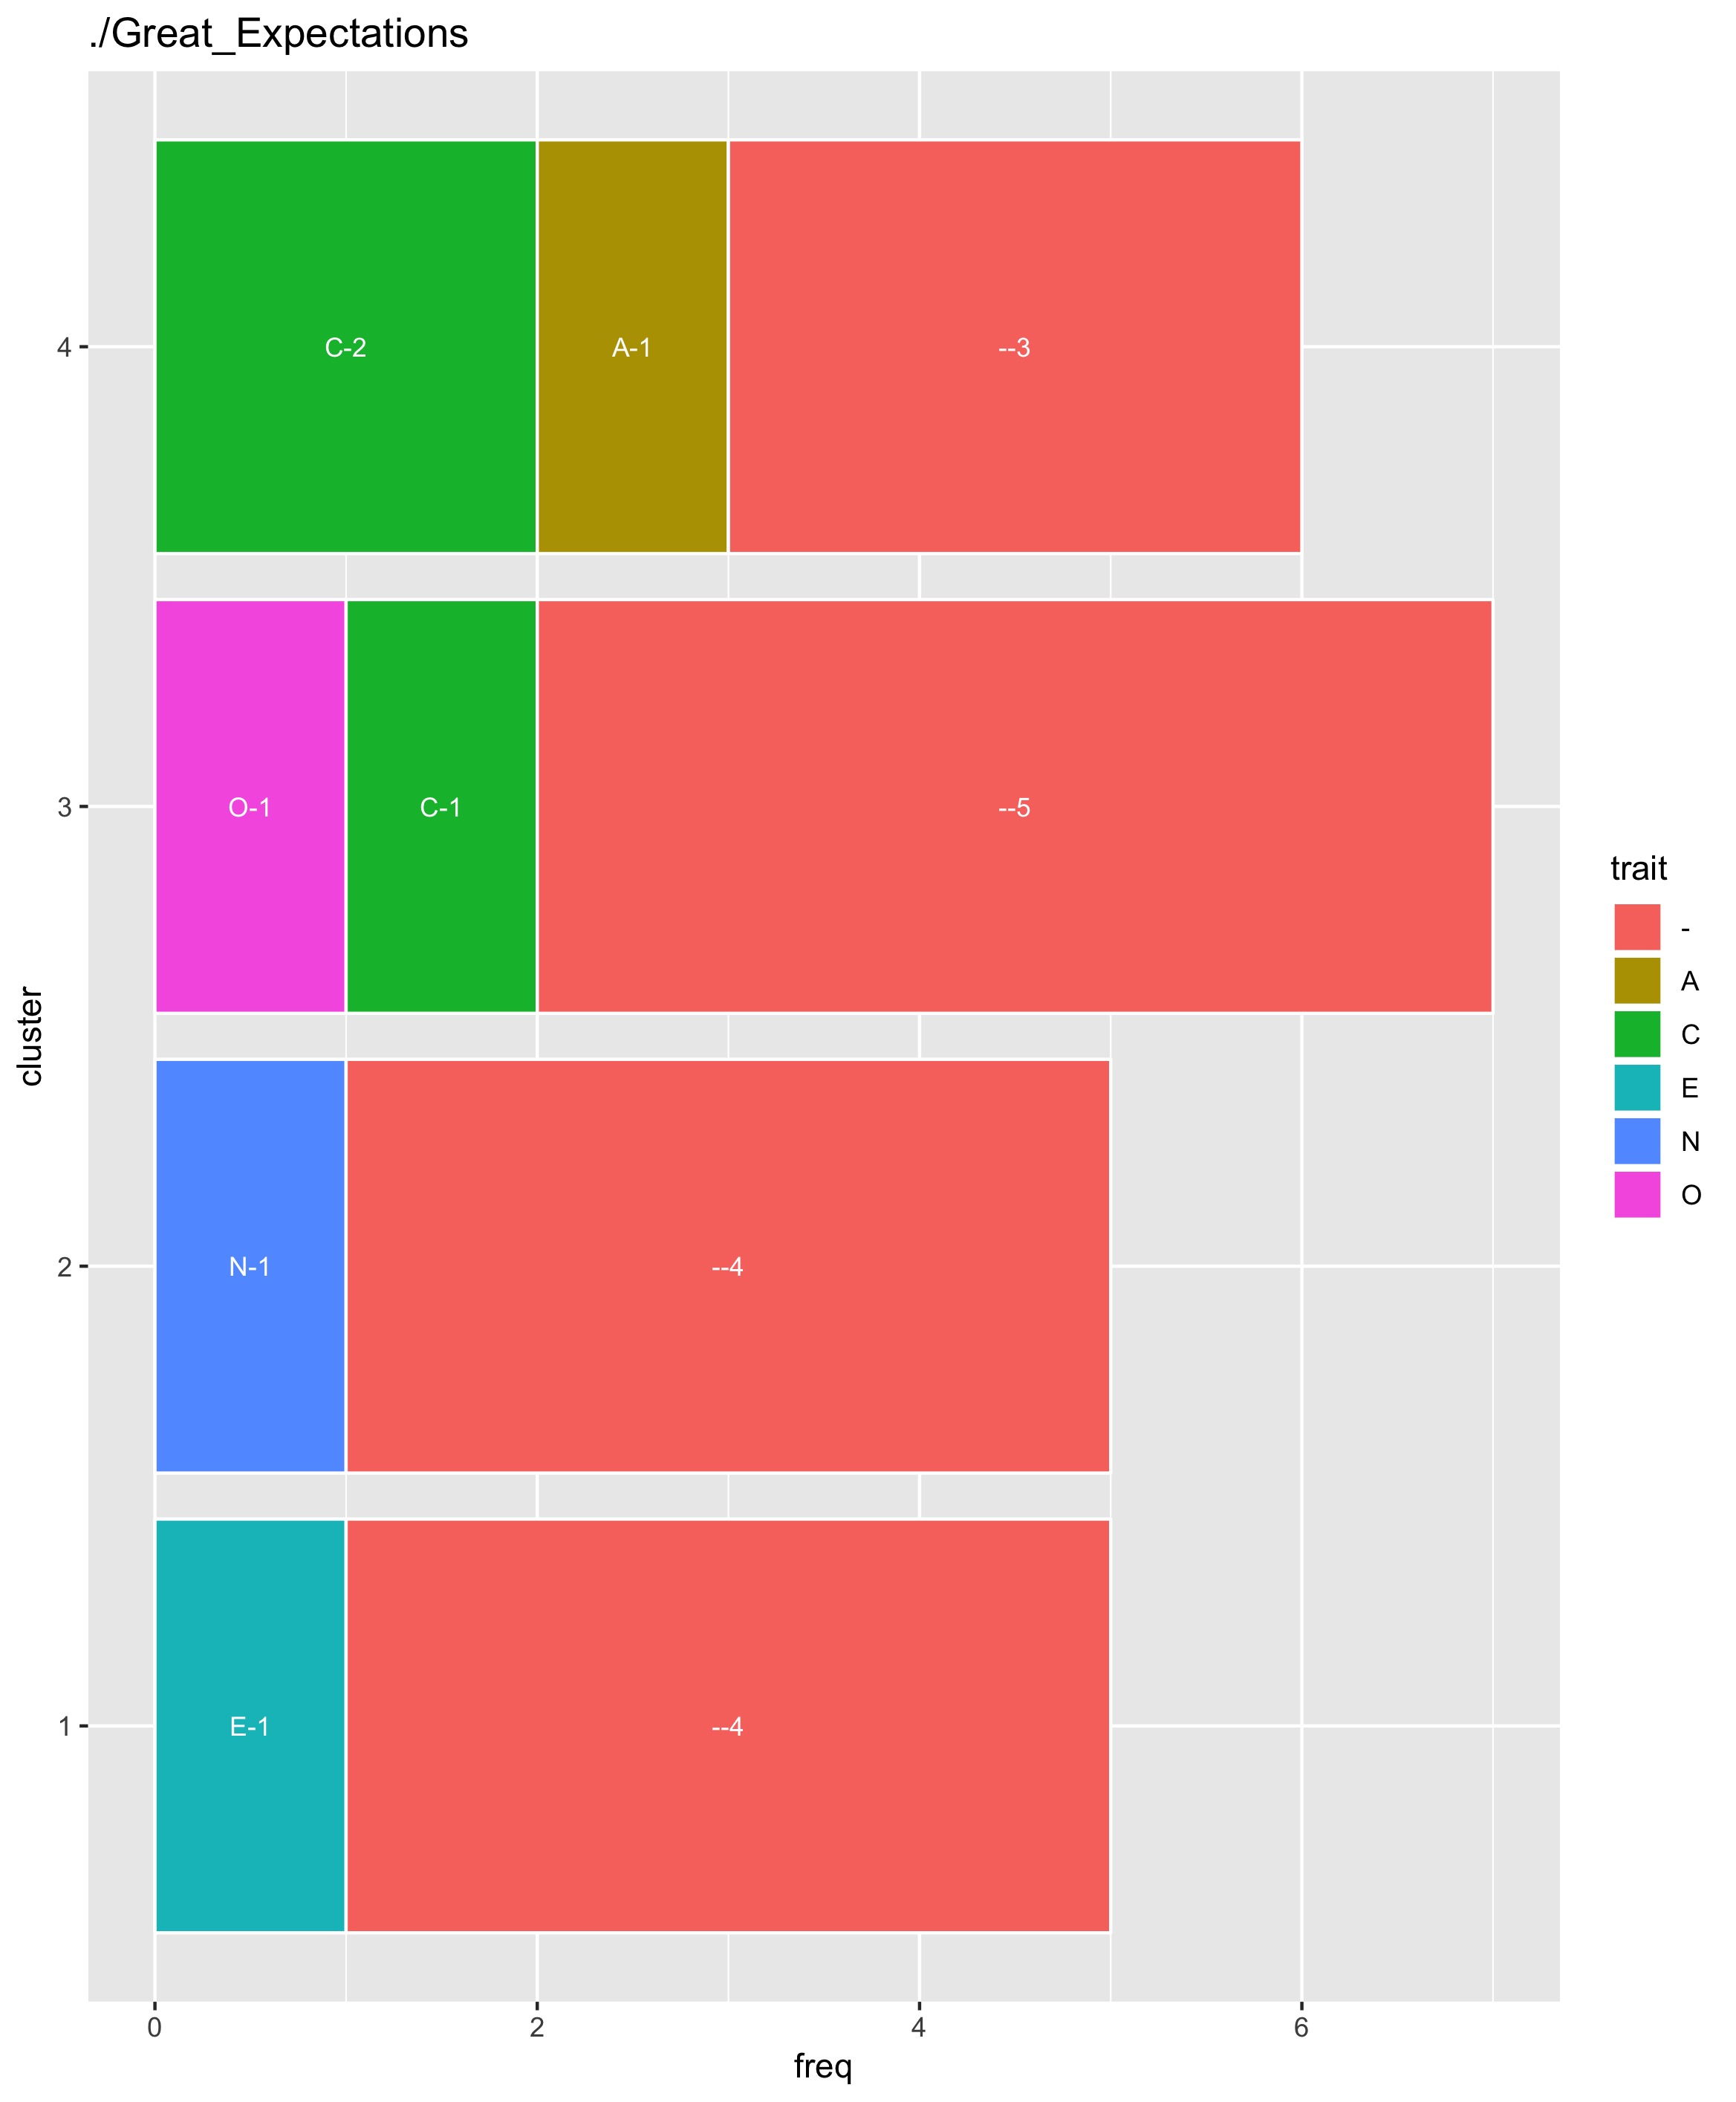 ./Great_Expectations
4
C-2
A-1
--3
3
O-1
C-1
--5
2
N-1
--4
1
E-1
--4
0
2
4
6
freq
cluster
trait
-
A
C
E
N
O